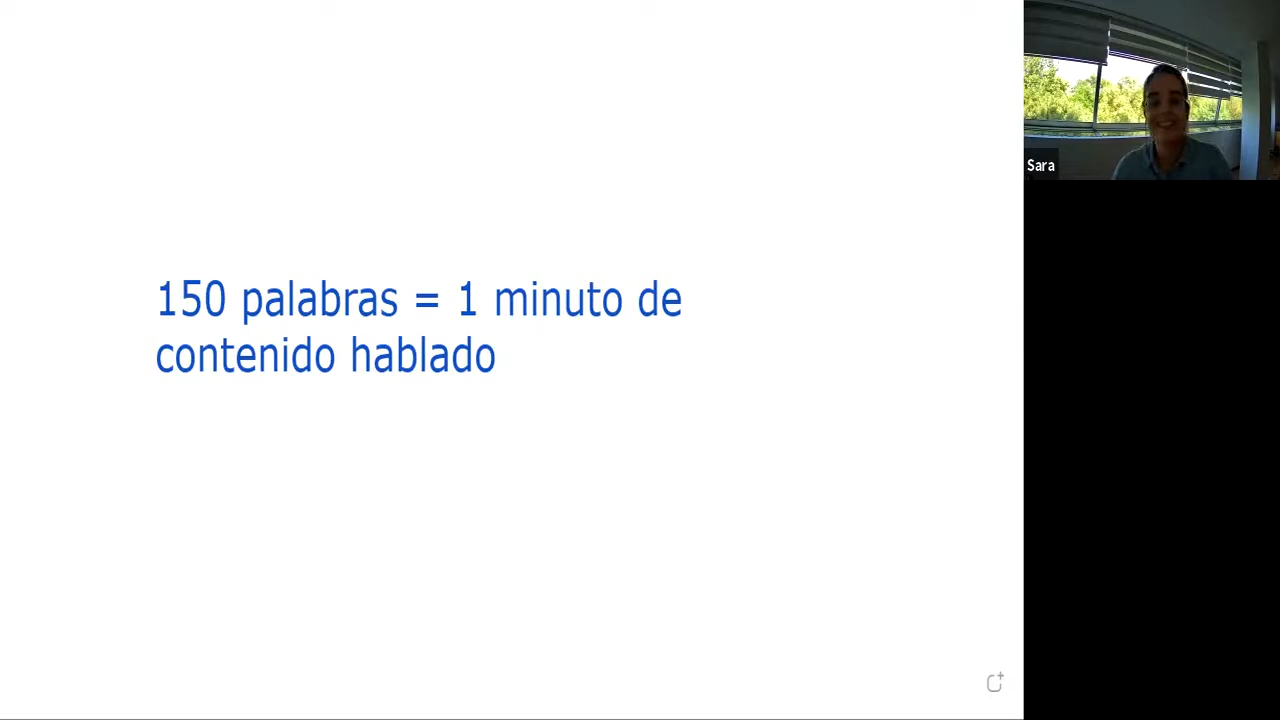 150 palabras = 1 minuto de
contenido hablado
Sara